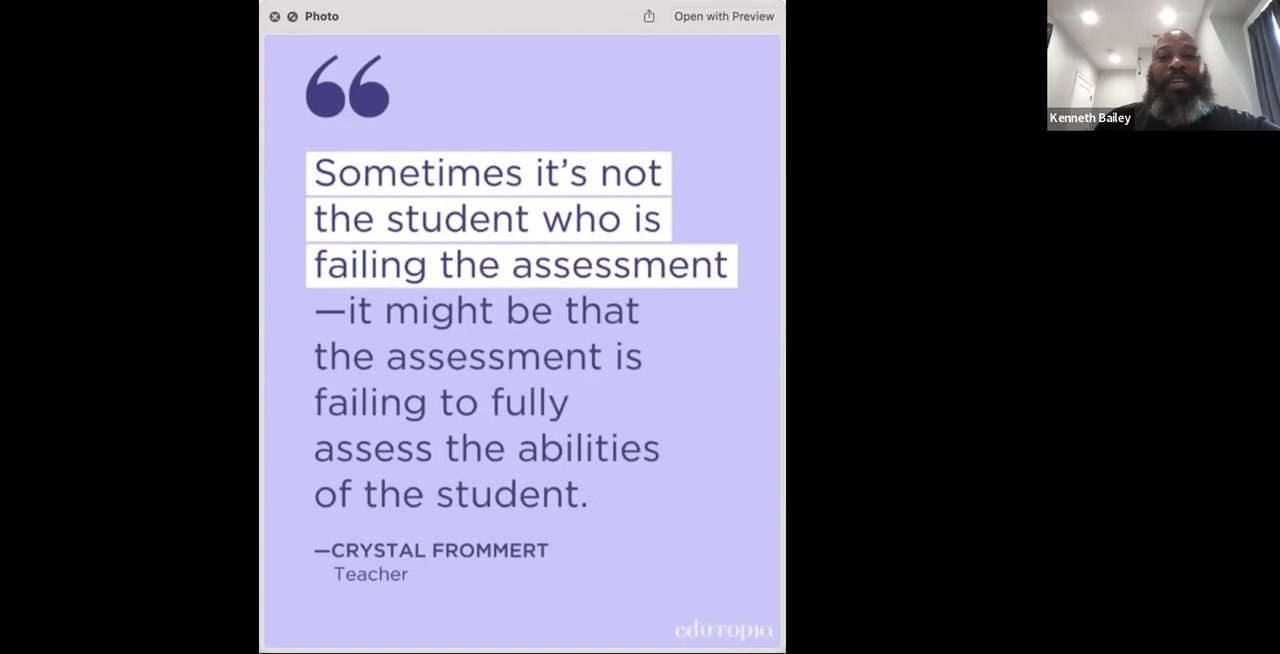 Photo
Open with Preview
Kenneth Bailey
“
Sometimes it’s not
the student who is
failing the assessment
—it might be that
the assessment is
failing to fully
assess the abilities
of the student.
—CRYSTAL FROMMERT
Teacher
edutopia